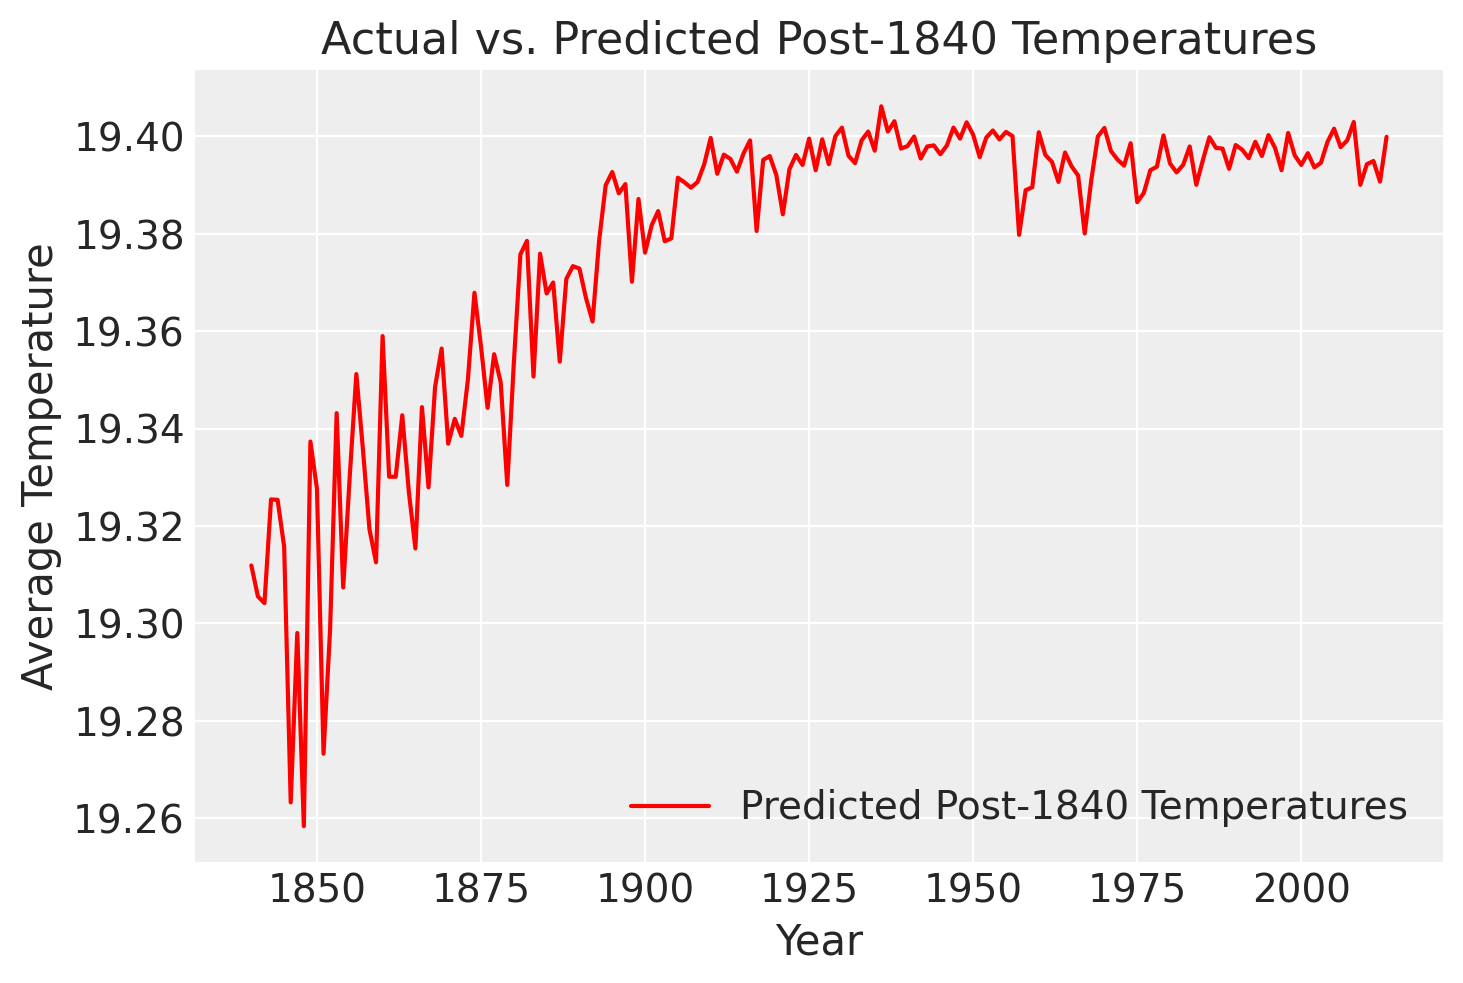 Actual vs. Predicted Post-1840 Temperatures
Average Temperature
19.40
19.38
19.36
19.34
19.32
19.30
19.28
19.26
Predicted Post-1840 Temperatures
1850 1875 1900 1925 1950 1975 2000
Year